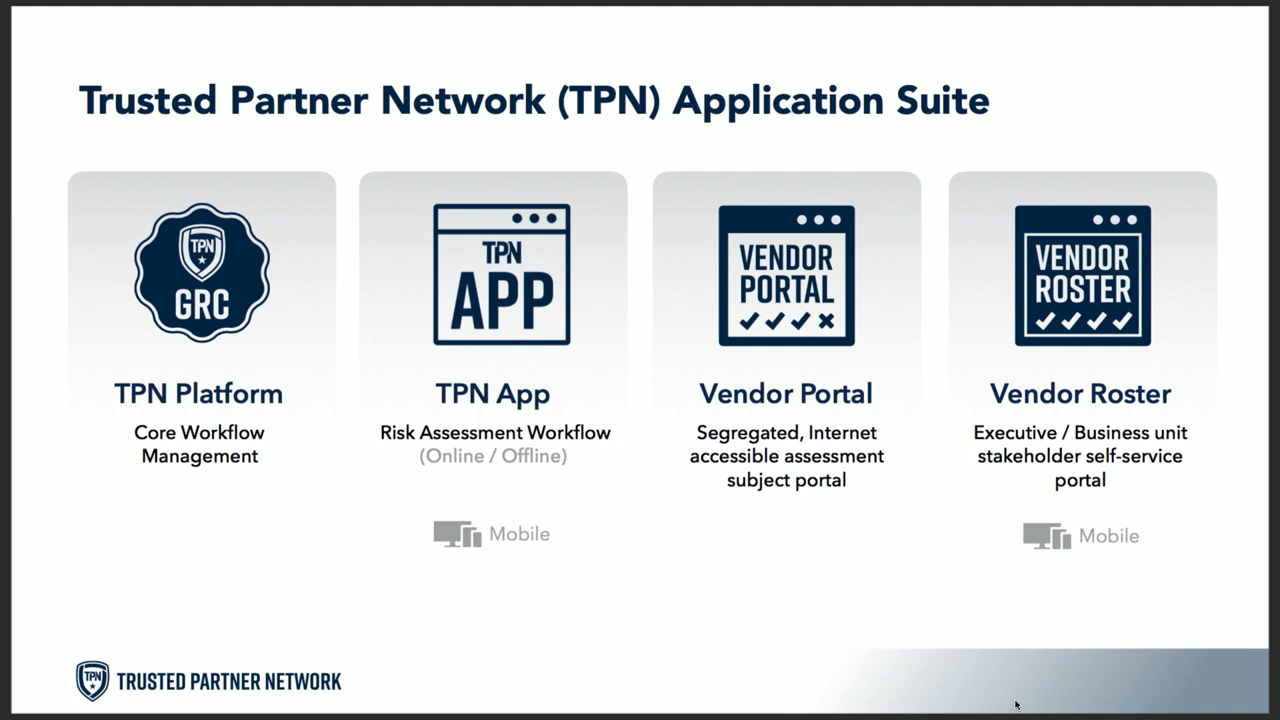 Trusted Partner Network (TPN) Application Suite
TPN
GRC
TPN Platform
Core Workflow
Management
TPN
APP
TPN App
Risk Assessment Workflow
(Online / Offline)
Mobile
VENDOR
PORTAL
Vendor Portal
Segregated, Internet
accessible assessment
subject portal
VENDOR
ROSTER
Vendor Roster
Executive / Business unit
stakeholder self-service
portal
Mobile
TPN
TRUSTED PARTNER NETWORK